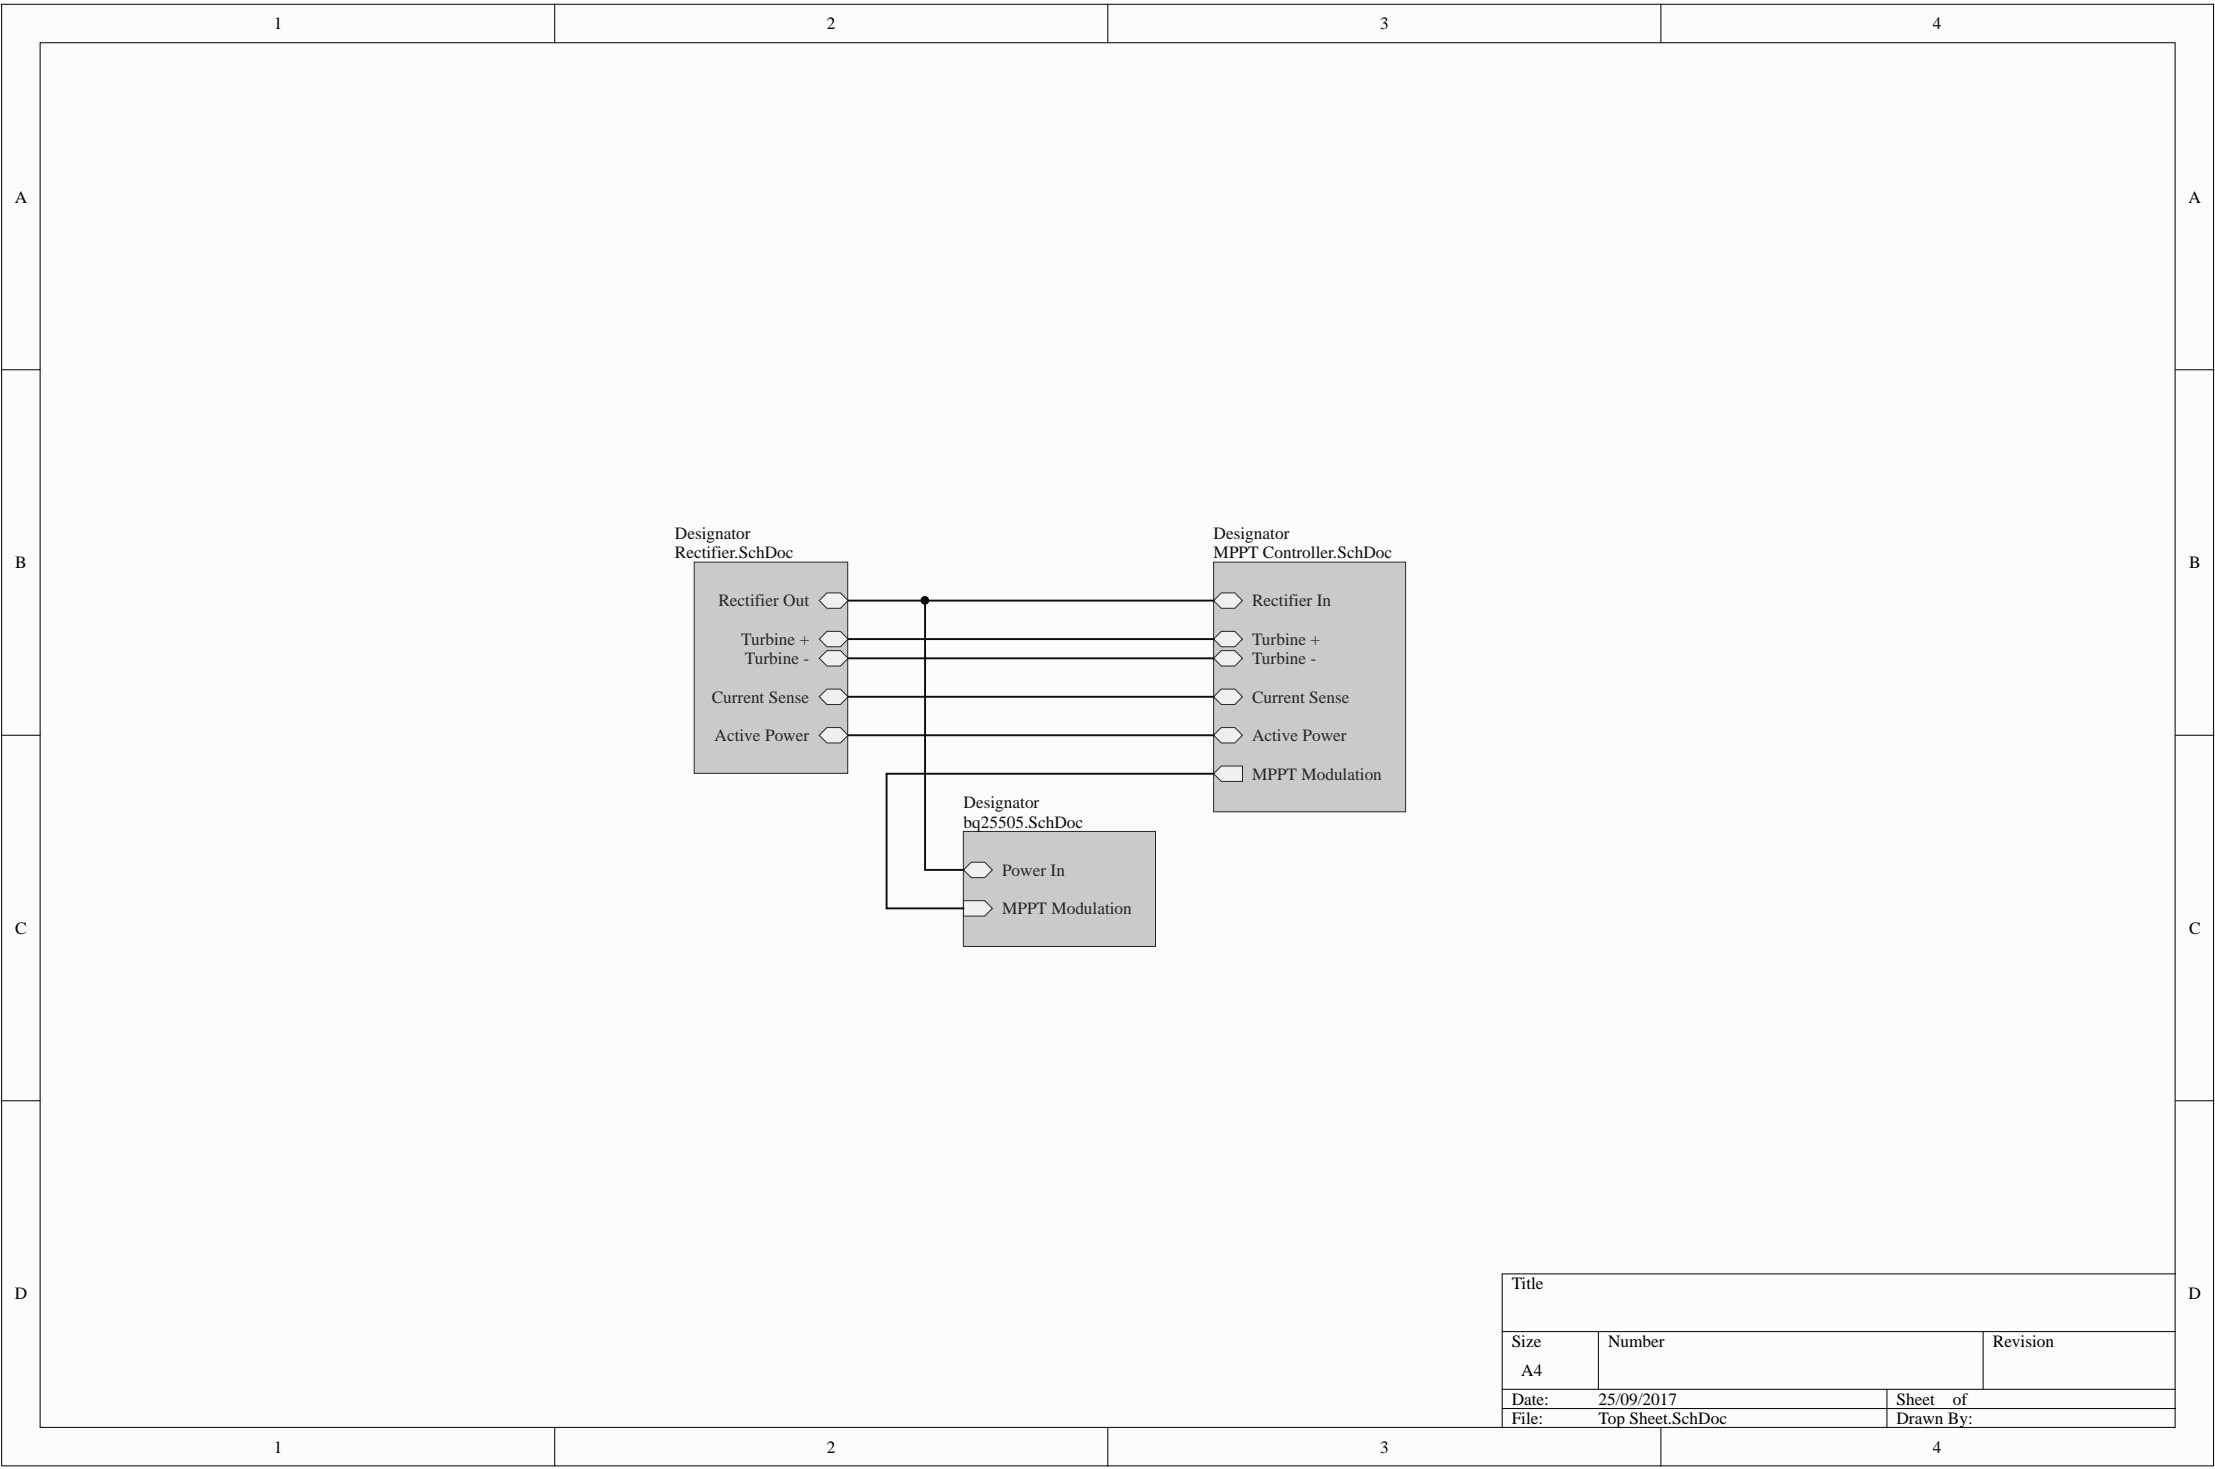 1 2 3 4
A A
Designator
Rectifier.SchDoc
Designator
MPPT Controller.SchDoc
B B
Rectifier Out
Turbine +
Turbine -
Current Sense
Active Power
Rectifier In
Turbine +
Turbine -
Current Sense
Active Power
MPPT Modulation
Designator
bq25505.SchDoc
Power In
MPPT Modulation
C C
D D
Title
Size Number Revision
A4
Date: 25/09/2017 Sheet of
File: Top Sheet.SchDoc Drawn By:
1 2 3 4